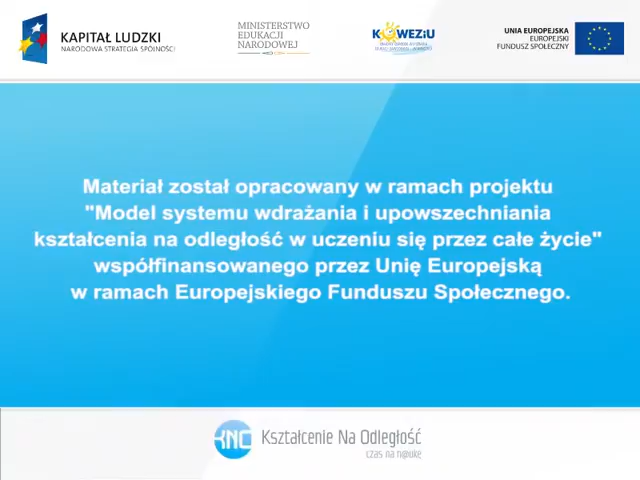 KAPITAŁ LUDZKI
NARODOWA STRATEGIA SPÓJNOŚCI
MINISTERSTWO
EDUKACJI
NARODOWEJ
KOWEZiU
UNIA EUROPEJSKA
EUROPEJSKI
FUNDUSZ SPOŁECZNY
Materiał został opracowany w ramach projektu
"Model systemu wdrażania i upowszechniania
kształcenia na odległość w uczeniu się przez całe życie"
współfinansowanego przez Unię Europejską
w ramach Europejskiego Funduszu Społecznego.
KNO Kształcenie Na Odległość
czas na n@ukę